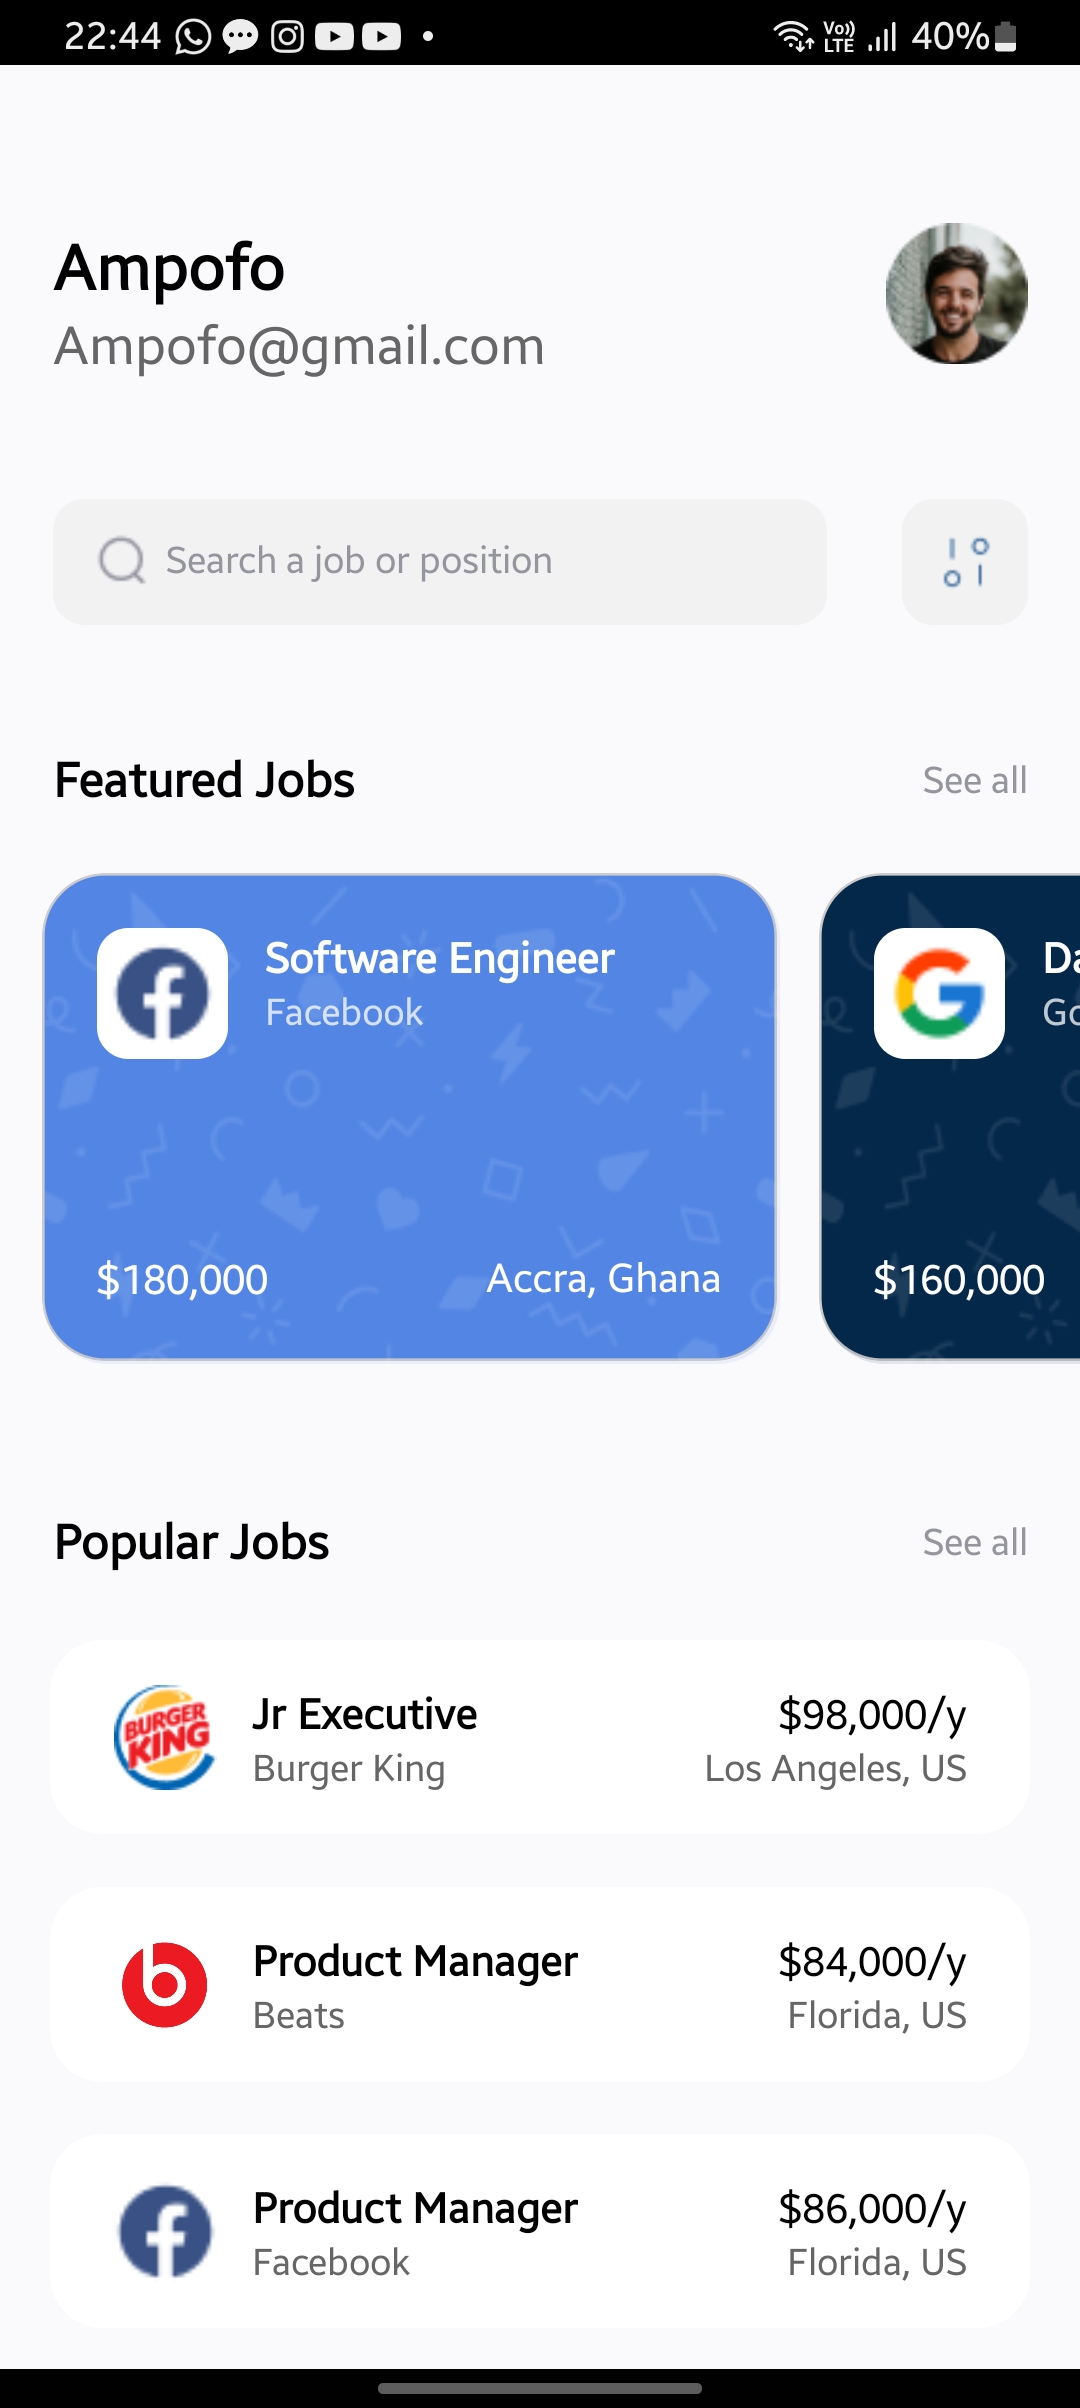 22:44 Vo)) LTE 40%
Ampofo
Ampofo@gmail.com
Search a job or position
Featured Jobs See all
Software Engineer
Facebook
$180,000 Accra, Ghana
Da
Go
$160,000
Popular Jobs See all
BURGER KING
Jr Executive $98,000/y
Burger King Los Angeles, US
Product Manager $84,000/y
Beats Florida, US
Product Manager $86,000/y
Facebook Florida, US